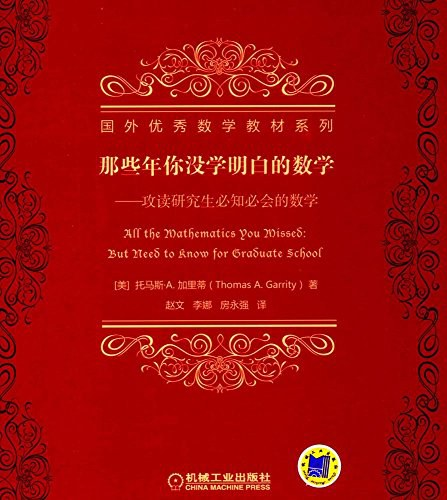 国外优秀数学教材系列
那些年你没学明白的数学
——攻读研究生必知必会的数学
All the Mathematics You Missed:
But Need to Know for Graduate School
[美] 托马斯·A. 加里蒂（Thomas A. Garrity）著
赵文 李娜 房永强 译
机械工业出版社
CHINA MACHINE PRESS